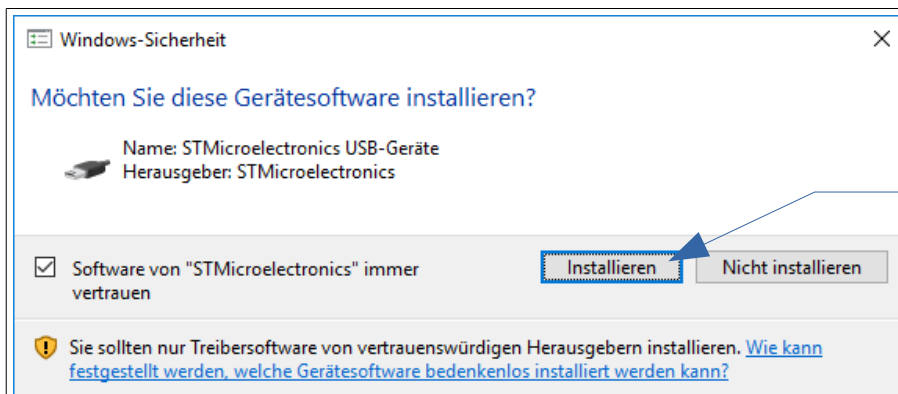 Windows-Sicherheit
Möchten Sie diese Gerätesoftware installieren?
Name: STMicroelectronics USB-Geräte
Herausgeber: STMicroelectronics
Software von "STMicroelectronics" immer
vertrauen
Installieren
Nicht installieren
Sie sollten nur Treibersoftware von vertrauenswürdigen Herausgebern installieren. Wie kann
festgestellt werden, welche Gerätesoftware bedenkenlos installiert werden kann?